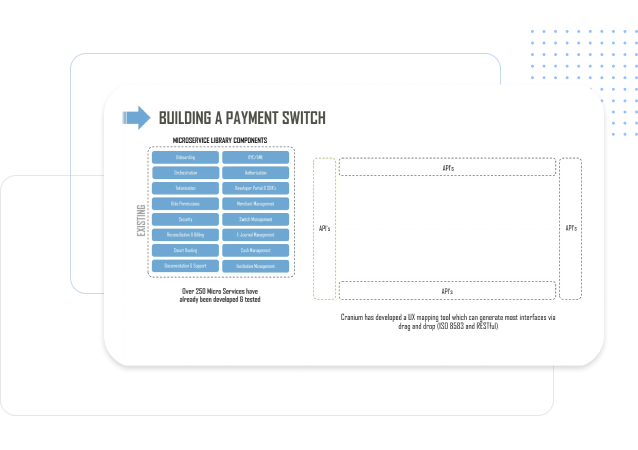 BUILDING A PAYMENT SWITCH
MICROSERVICE LIBRARY COMPONENTS
EXISTING
Onboarding
KYC/AML
Orchestration
Authorisation
Tokenisation
Developer Portal & SDK's
Role Permissions
Merchant Management
Security
Switch Management
Reconciliation & Billing
E-Journal Management
Smart Routing
Cash Management
Documentation & Support
Institution Management
Over 250 Micro Services have
already been developed & tested
API's
API's
API's
API's
Cranium has developed a UX mapping tool which can generate most interfaces via
drag and drop (ISO 8583 and RESTful)